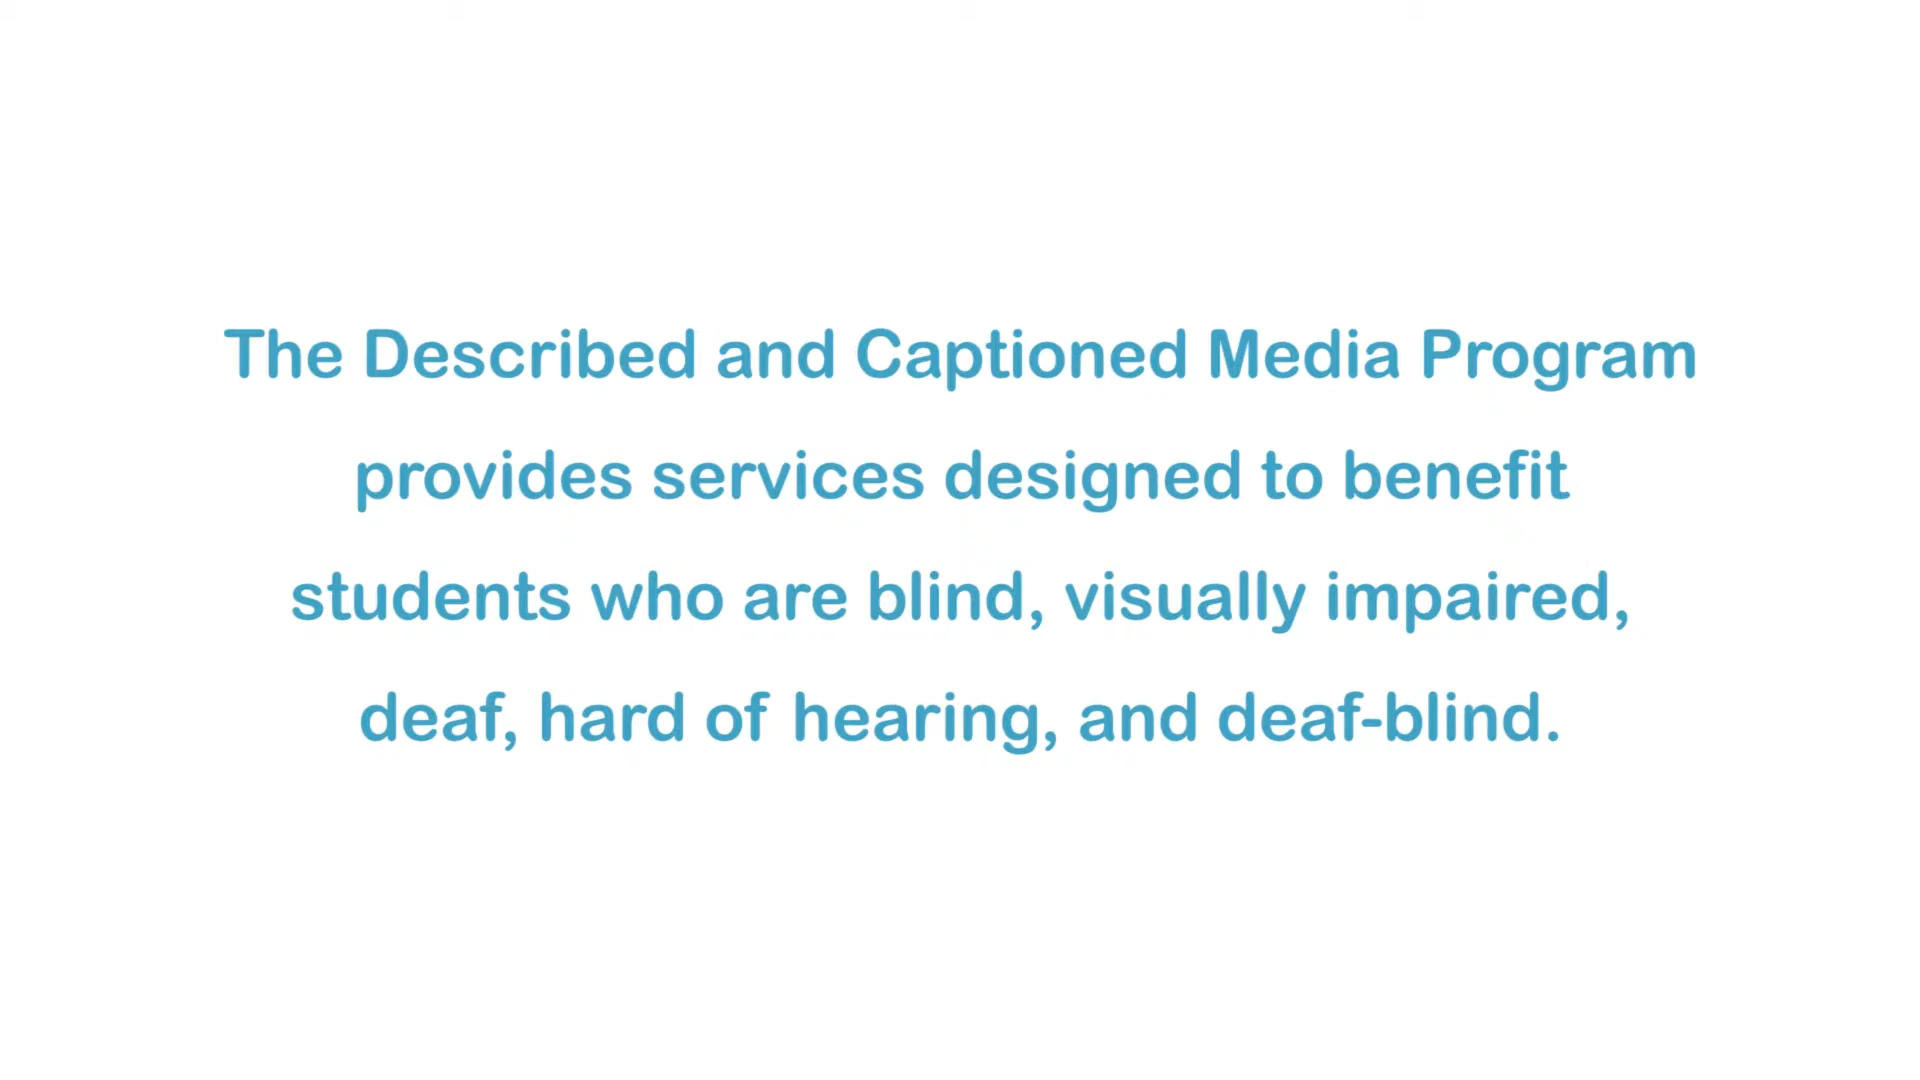 The Described and Captioned Media Program
provides services designed to benefit
students who are blind, visually impaired,
deaf, hard of hearing, and deaf-blind.